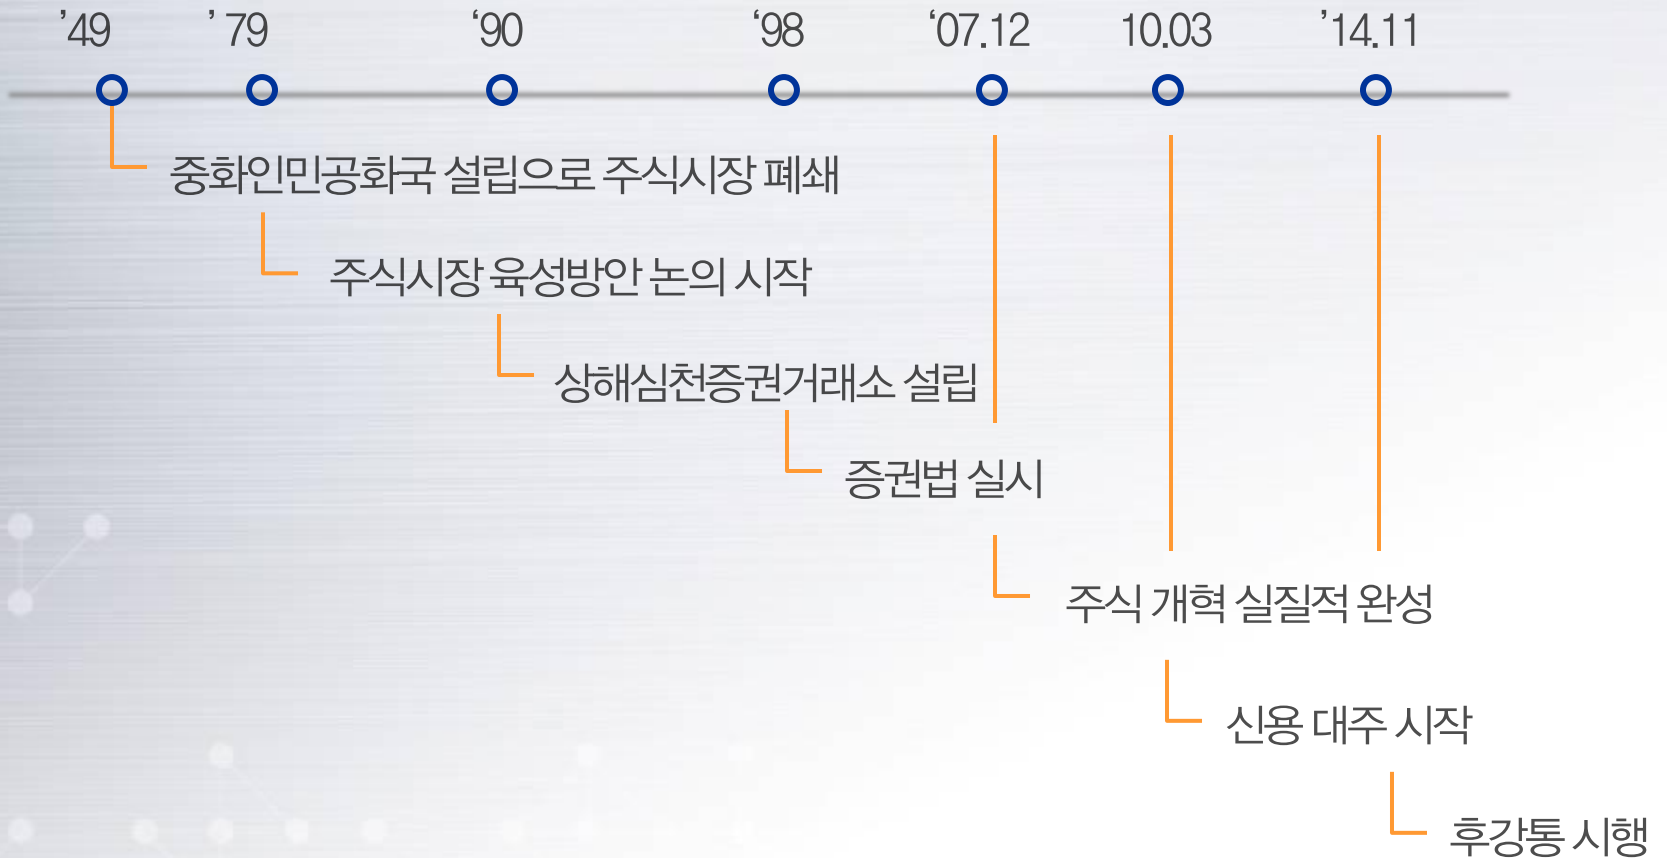 ’49 ’ 79 ‘90 ‘98 ‘07.12 10.03 ’14.11
중화인민공화국 설립으로 주식시장 폐쇄
주식시장 육성방안 논의 시작
상해심천증권거래소 설립
증권법 실시
주식 개혁 실질적 완성
신용 대주 시작
후강통 시행